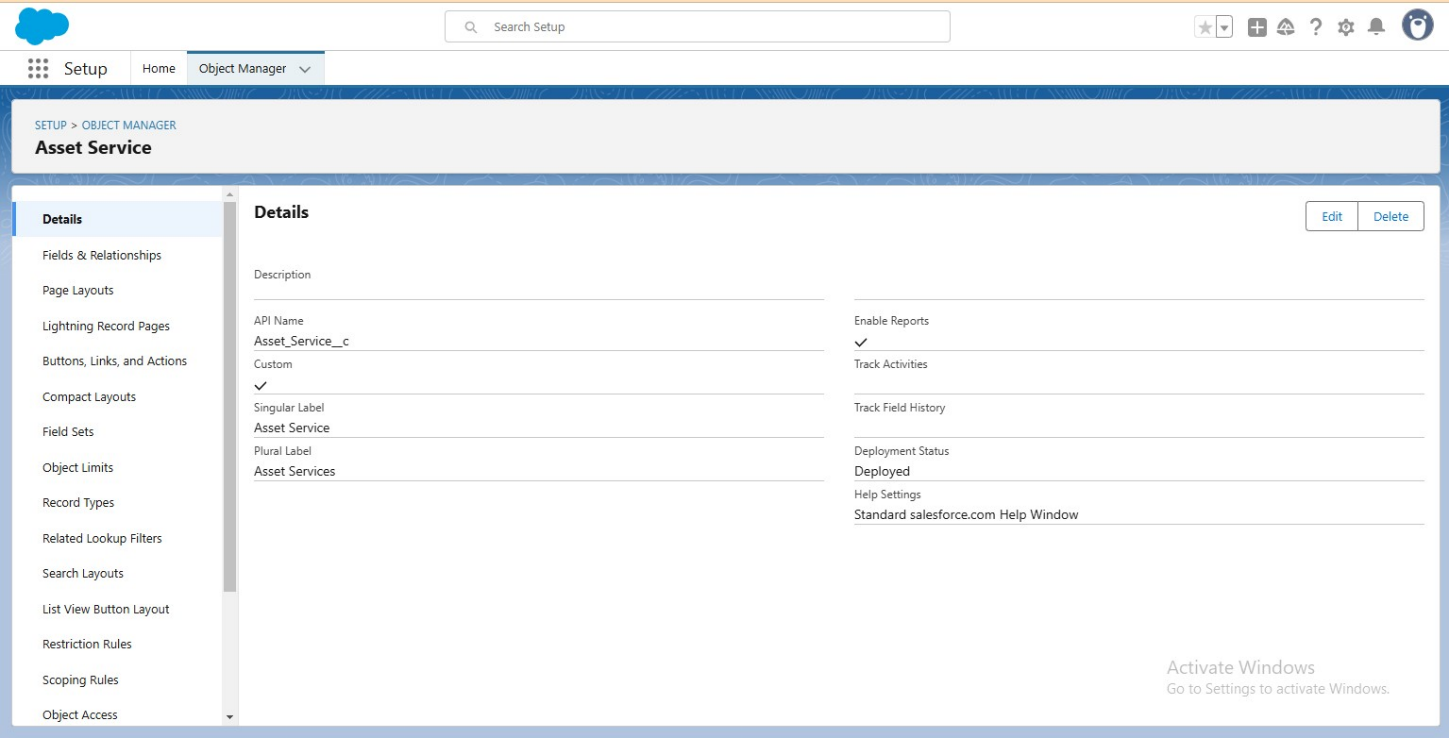 Search Setup
Setup
Home
Object Manager
SETUP > OBJECT MANAGER
Asset Service
Details
Fields & Relationships
Page Layouts
Lightning Record Pages
Buttons, Links, and Actions
Compact Layouts
Field Sets
Object Limits
Record Types
Related Lookup Filters
Search Layouts
List View Button Layout
Restriction Rules
Scoping Rules
Object Access
Details
Edit
Delete
Description
API Name
Asset_Service__c
Custom
Singular Label
Asset Service
Plural Label
Asset Services
Enable Reports
Track Activities
Track Field History
Deployment Status
Deployed
Help Settings
Standard salesforce.com Help Window
Activate Windows
Go to Settings to activate Windows.